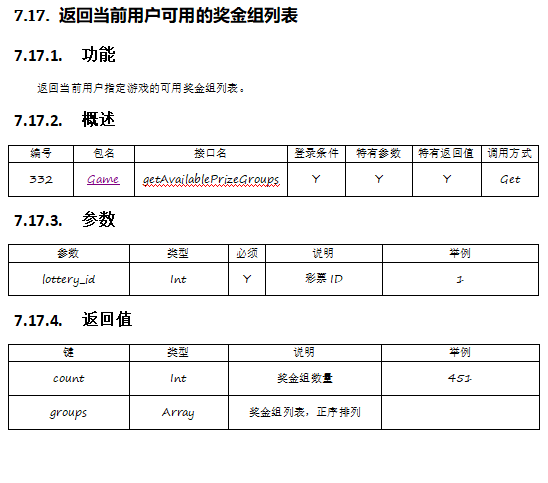 7.17. 返回当前用户可用的奖金组列表
7.17.1. 功能
返回当前用户指定游戏的可用奖金组列表。
7.17.2. 概述
编号 包名 接口名 登录条件 特有参数 特有返回值 调用方式
332 Game getAvailablePrizeGroups Y Y Y Get
7.17.3. 参数
参数 类型 必须 说明 举例
lottery_id Int Y 彩票 ID 1
7.17.4. 返回值
键 类型 说明 举例
count Int 奖金组数量 451
groups Array 奖金组列表，正序排列